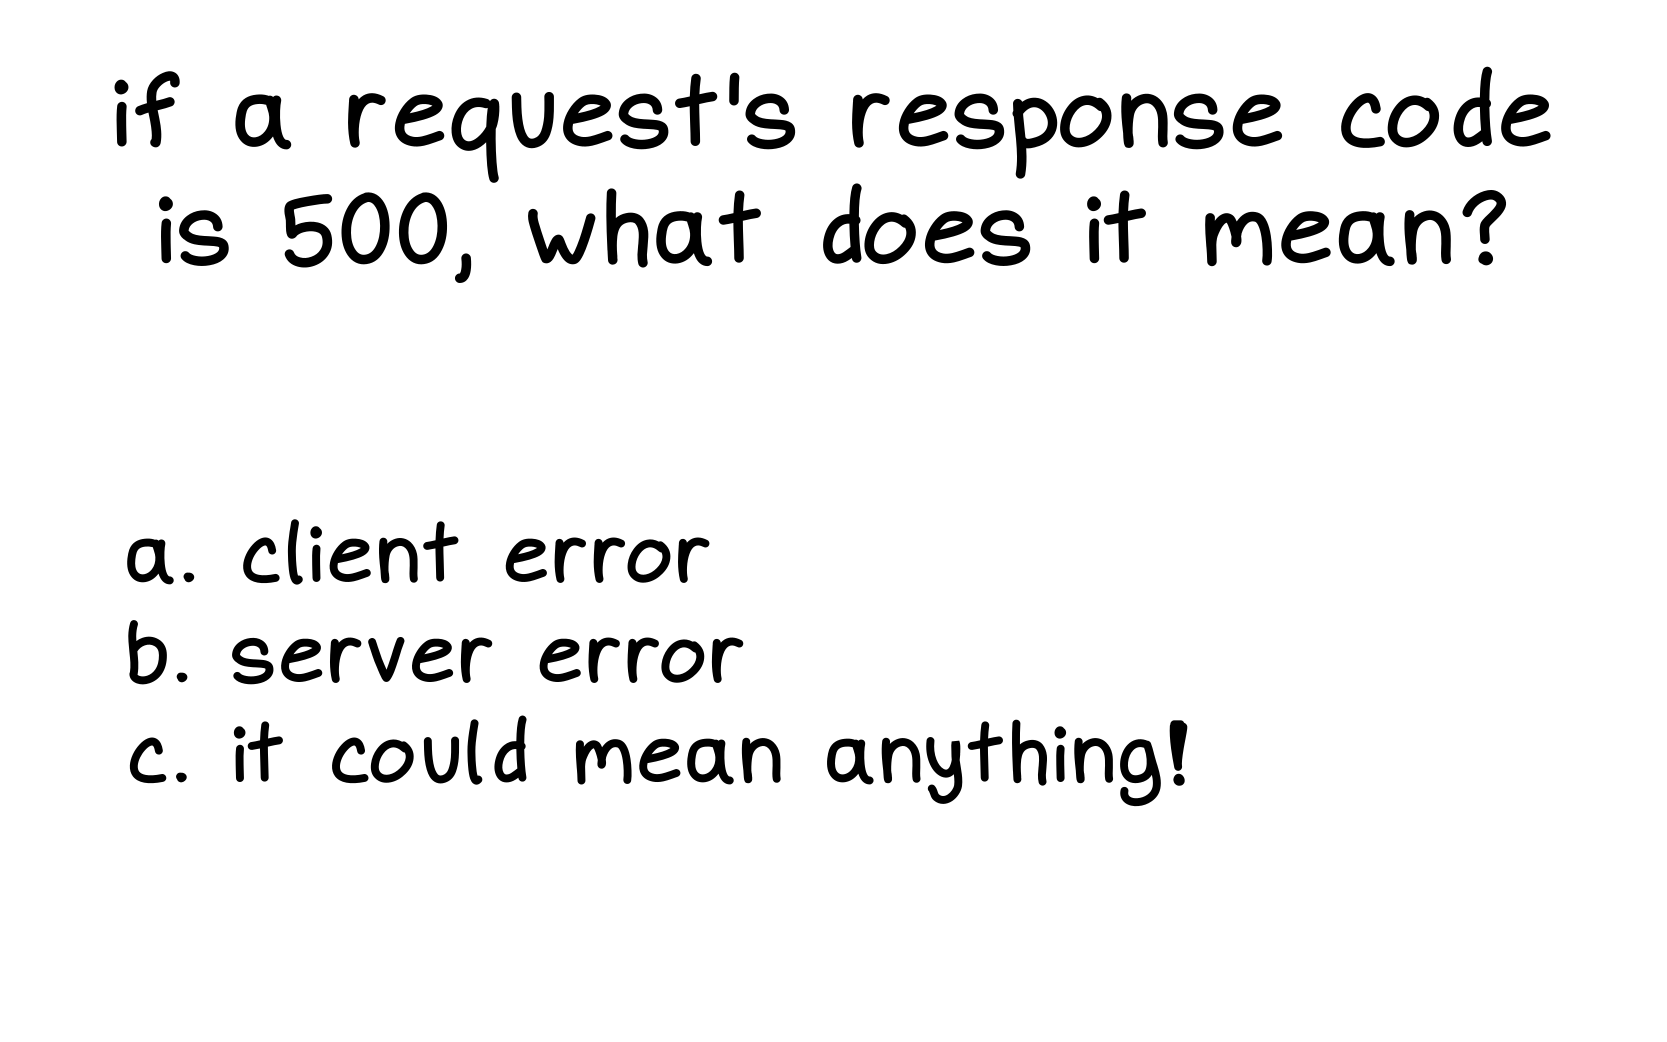 if a request's response code
is 500, what does it mean?
a. client error
b. server error
c. it could mean anything!